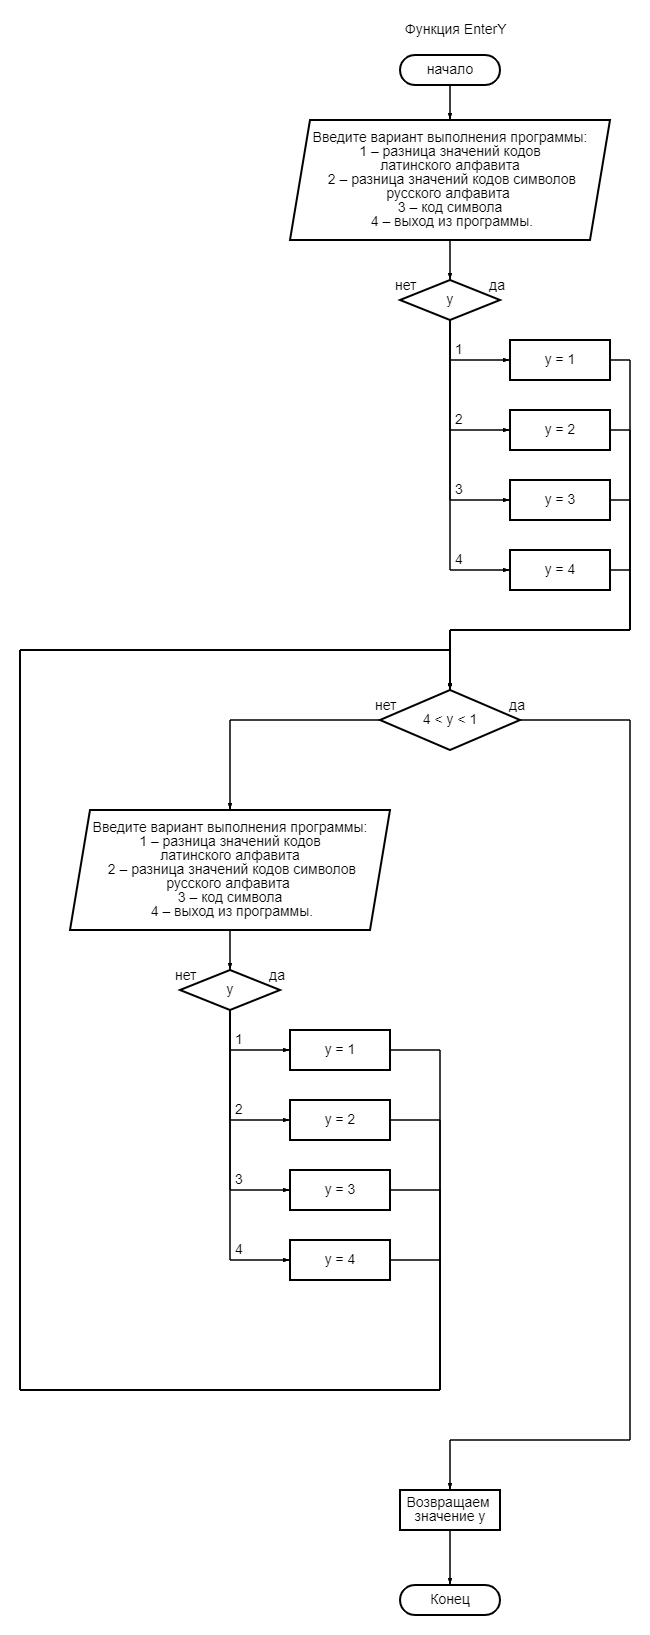 Функция EnterY
начало
Введите вариант выполнения программы:
1 – разница значений кодов
латинского алфавита
2 – разница значений кодов символов
русского алфавита
3 – код символа
4 – выход из программы.
нет
да
y
1
y = 1
2
y = 2
3
y = 3
4
y = 4
нет
да
4 < y < 1
Введите вариант выполнения программы:
1 – разница значений кодов
латинского алфавита
2 – разница значений кодов символов
русского алфавита
3 – код символа
4 – выход из программы.
нет
да
y
1
y = 1
2
y = 2
3
y = 3
4
y = 4
Возвращаем
значение y
Конец